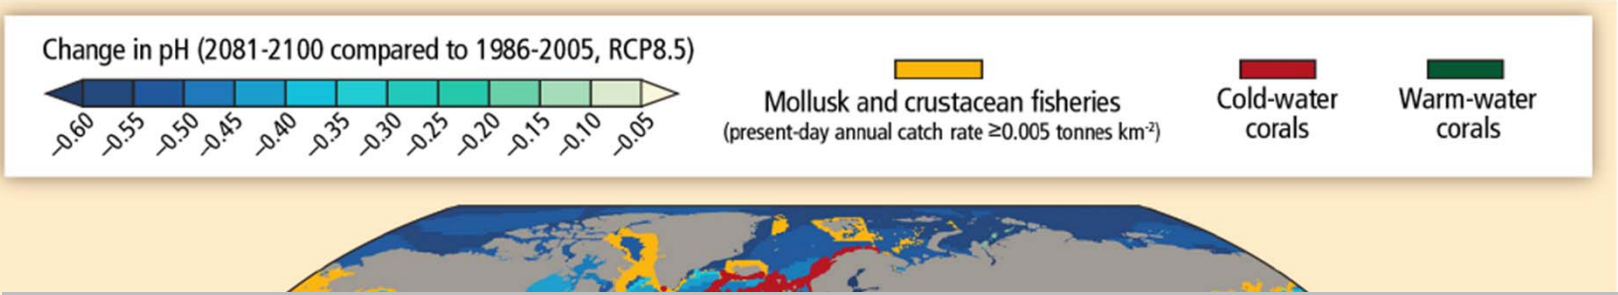 Change in pH (2081-2100 compared to 1986-2005, RCP8.5)
–0.60 –0.55 –0.50 –0.45 –0.40 –0.35 –0.30 –0.25 –0.20 –0.15 –0.10 –0.05
Mollusk and crustacean fisheries
(present-day annual catch rate ≥0.005 tonnes km⁻²)
Cold-water
corals
Warm-water
corals